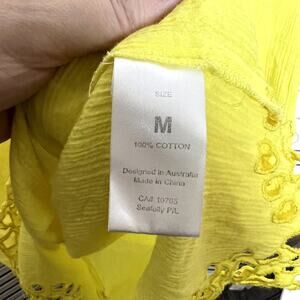 SIZE
M
100% COTTON
Designed in Australia
Made in China
CA# 10785
Seafolly P/L